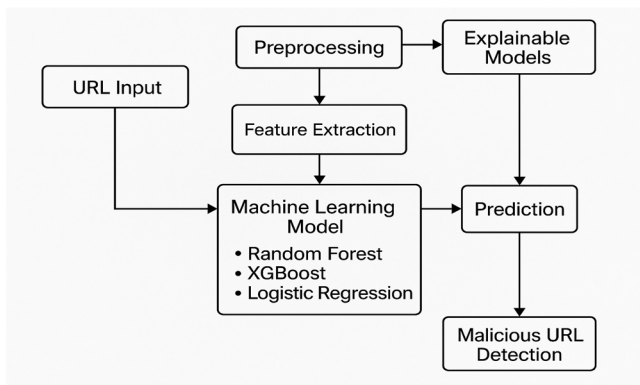 Preprocessing
Explainable
Models
URL Input
Feature Extraction
Machine Learning
Model
• Random Forest
• XGBoost
• Logistic Regression
Prediction
Malicious URL
Detection